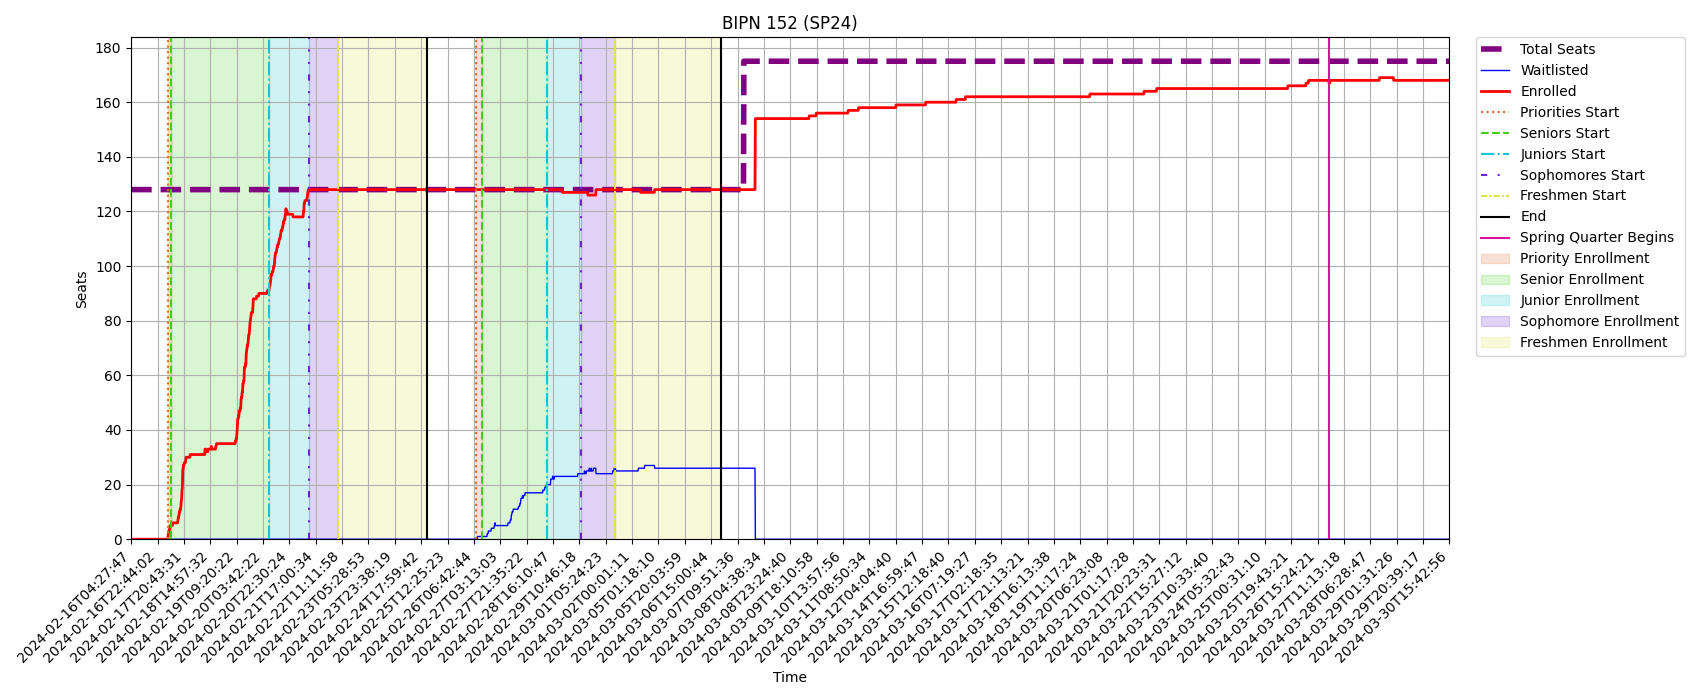 BIPN 152 (SP24)
180
160
140
120
100
80
60
40
20
0
Seats
2024-02-16T04:27:47
2024-02-16T22:44:02
2024-02-17T20:43:31
2024-02-18T14:57:32
2024-02-19T09:20:22
2024-02-20T03:42:22
2024-02-20T22:30:24
2024-02-21T17:00:34
2024-02-22T11:11:58
2024-02-23T05:28:53
2024-02-23T23:38:19
2024-02-24T17:59:42
2024-02-25T12:25:23
2024-02-26T06:42:44
2024-02-27T03:13:03
2024-02-27T21:35:22
2024-02-28T16:10:47
2024-02-29T10:46:18
2024-03-01T05:24:23
2024-03-02T00:01:11
2024-03-05T01:18:10
2024-03-05T20:03:59
2024-03-06T15:00:44
2024-03-07T09:51:36
2024-03-08T04:38:34
2024-03-08T23:24:40
2024-03-09T18:10:58
2024-03-10T13:57:56
2024-03-11T08:50:34
2024-03-12T04:04:40
2024-03-14T16:59:47
2024-03-15T12:18:40
2024-03-16T07:19:27
2024-03-17T02:18:35
2024-03-17T21:13:21
2024-03-18T16:13:38
2024-03-19T11:17:24
2024-03-20T06:23:08
2024-03-21T01:17:28
2024-03-21T20:23:31
2024-03-22T15:27:12
2024-03-23T10:33:40
2024-03-24T05:32:43
2024-03-25T00:31:10
2024-03-25T19:43:21
2024-03-26T15:24:21
2024-03-27T11:13:18
2024-03-28T06:28:47
2024-03-29T01:31:26
2024-03-29T20:39:17
2024-03-30T15:42:56
Time
Total Seats
Waitlisted
Enrolled
Priorities Start
Seniors Start
Juniors Start
Sophomores Start
Freshmen Start
End
Spring Quarter Begins
Priority Enrollment
Senior Enrollment
Junior Enrollment
Sophomore Enrollment
Freshmen Enrollment